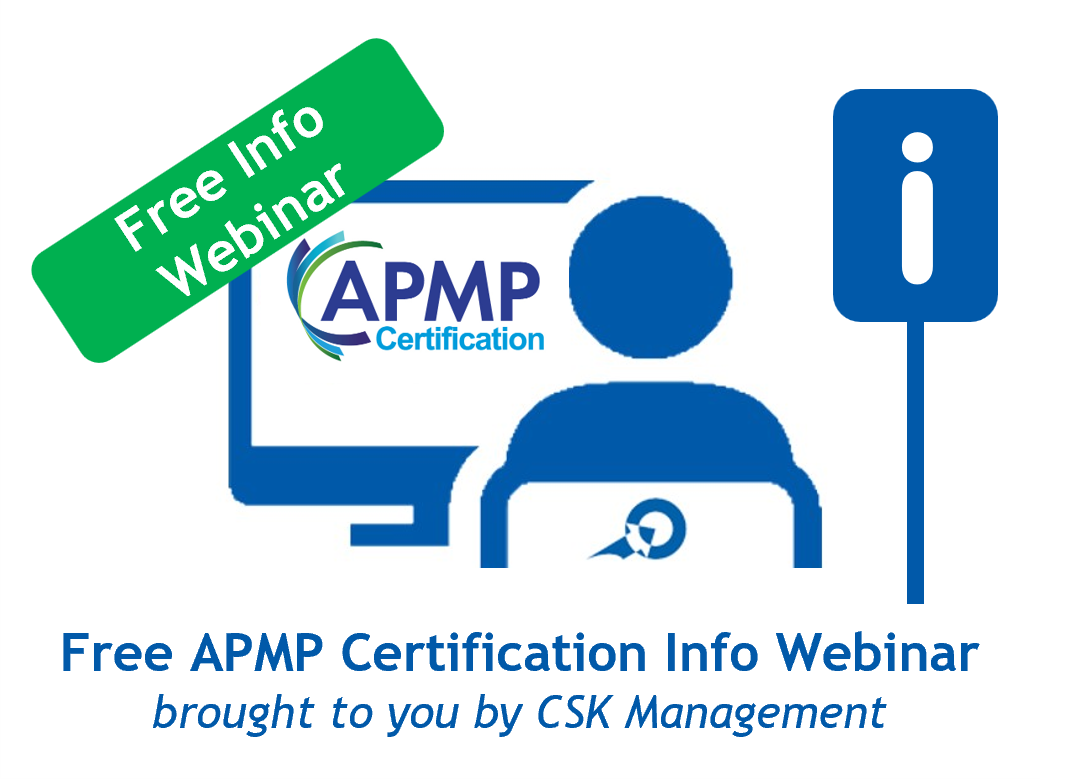 Free Info
Webinar
APMP
Certification
i
Free APMP Certification Info Webinar
brought to you by CSK Management